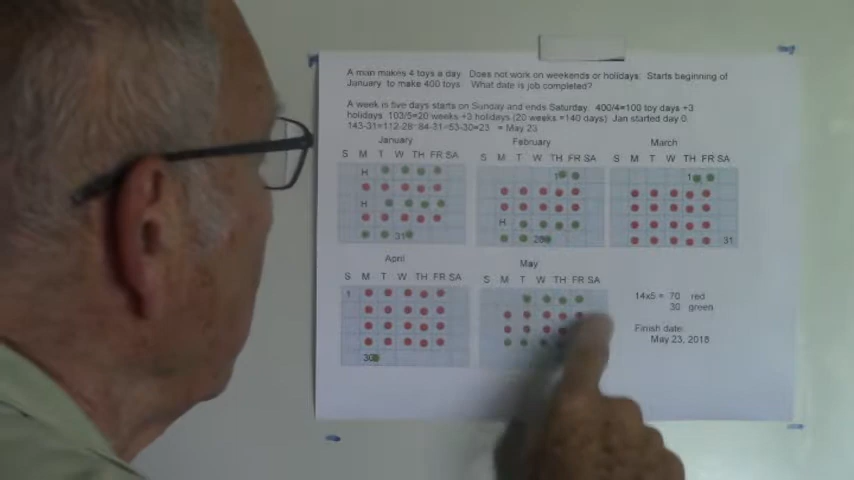 A man makes 4 toys a day. Does not work on weekends or holidays. Starts beginning of
January to make 400 toys. What date is job completed?
A week is five days starts on Sunday and ends Saturday. 400/4=100 toy days +3
holidays 103/5=20 weeks +3 holidays (20 weeks =140 days) Jan started day 0.
143-31=112-28=84-31=53-30=23 = May 23
January February March
S M T W TH FR SA S M T W TH FR SA S M T W TH FR SA
H 1 1
H
H
31 28 31
April May
S M T W TH FR SA S M T W TH FR SA
1
30
14x5 = 70 red
30 green
Finish date:
May 23, 2018